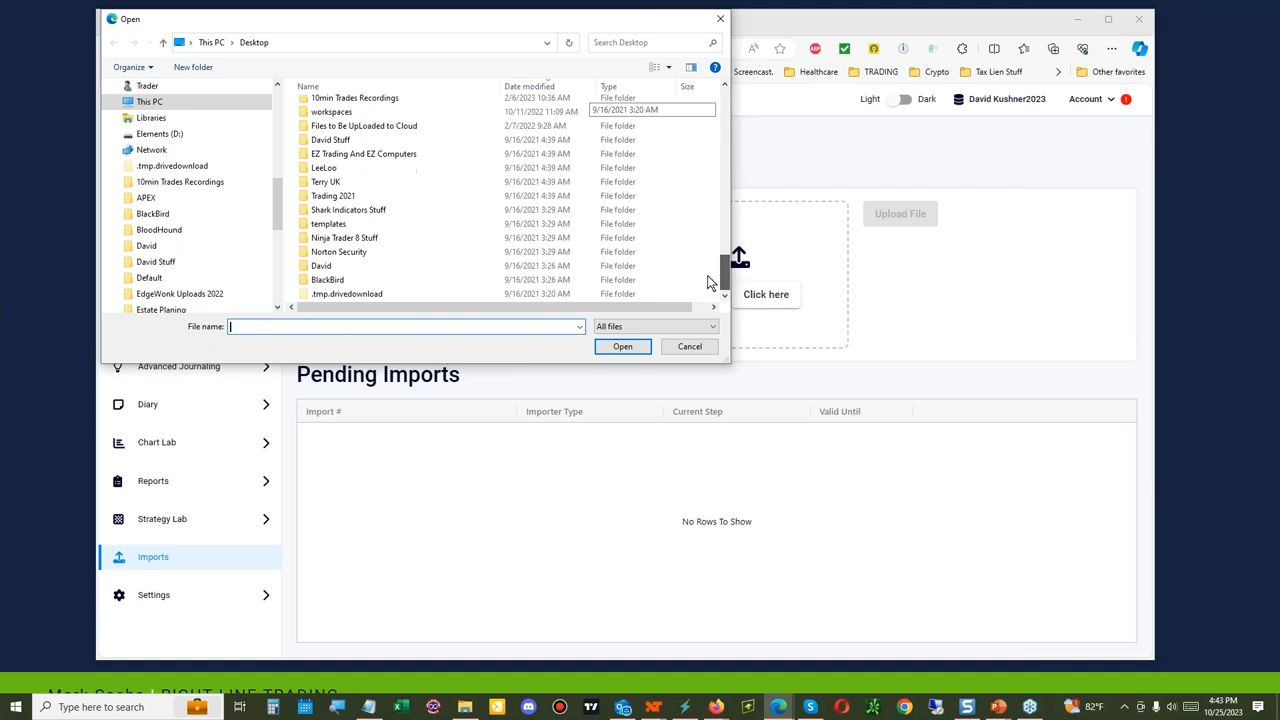 Open
This PC
Desktop
Search Desktop
Organize
New folder
Name
Date modified
Type
Size
Trader
This PC
Libraries
Elements (D:)
Network
.tmp.drivedownload
10min Trades Recordings
APEX
BlackBird
BloodHound
David
David Stuff
Default
EdgeWonk Uploads 2022
Estate Planing
10min Trades Recordings 2/6/2023 10:36 AM File folder
workspaces 10/11/2022 11:09 AM
9/16/2021 3:20 AM
Files to Be UpLoaded to Cloud 2/7/2022 9:28 AM File folder
David Stuff 9/16/2021 4:39 AM File folder
EZ Trading And EZ Computers 9/16/2021 4:39 AM File folder
LeeLoo 9/16/2021 4:39 AM File folder
Terry UK 9/16/2021 4:39 AM File folder
Trading 2021 9/16/2021 4:39 AM File folder
Shark Indicators Stuff 9/16/2021 3:29 AM File folder
templates 9/16/2021 3:29 AM File folder
Ninja Trader 8 Stuff 9/16/2021 3:29 AM File folder
Norton Security 9/16/2021 3:29 AM File folder
David 9/16/2021 3:26 AM File folder
BlackBird 9/16/2021 3:26 AM File folder
.tmp.drivedownload 9/16/2021 3:20 AM File folder
File name:
All files
Open
Cancel
Screencast.
Healthcare
TRADING
Crypto
Tax Lien Stuff
Other favorites
Light
Dark
David Kushner2023
Account
Upload File
Click here
Advanced Journaling
Diary
Chart Lab
Reports
Strategy Lab
Imports
Settings
Pending Imports
Import #
Importer Type
Current Step
Valid Until
No Rows To Show
Type here to search
82°F
4:43 PM
10/25/2023